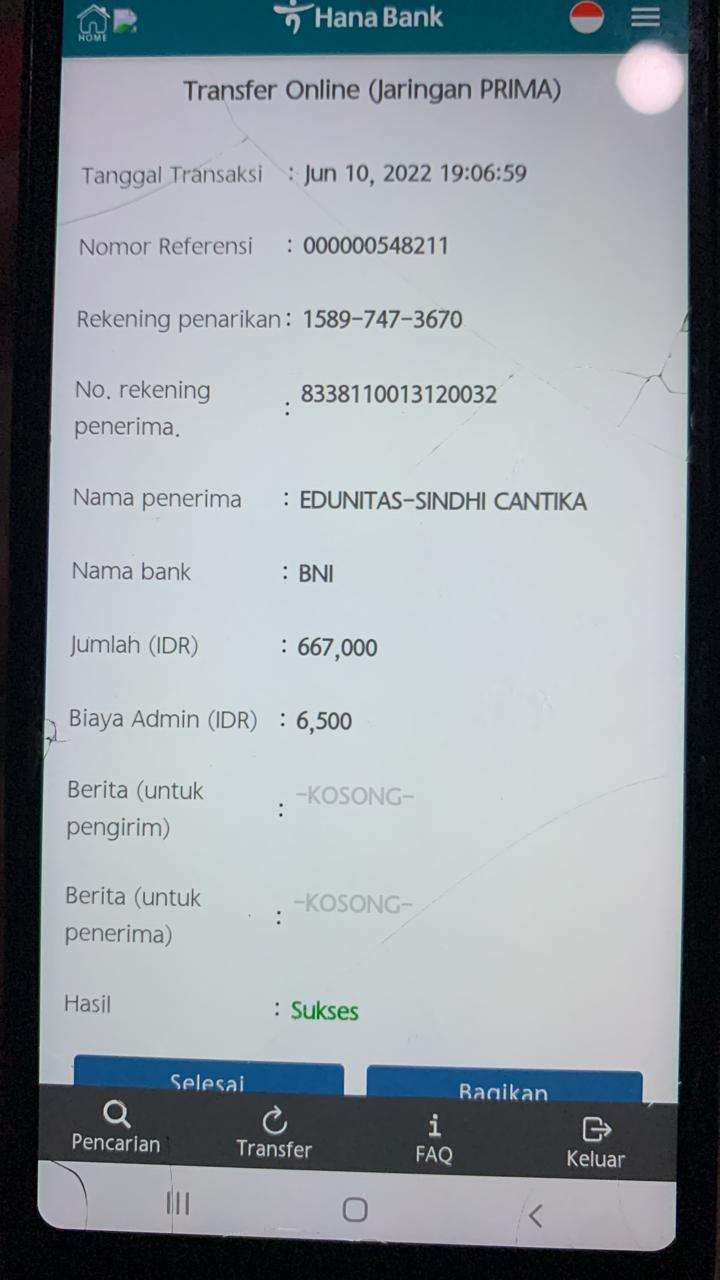 HOME
Hana Bank
Transfer Online (Jaringan PRIMA)
Tanggal Transaksi : Jun 10, 2022 19:06:59
Nomor Referensi : 000000548211
Rekening penarikan : 1589-747-3670
No. rekening
penerima. : 8338110013120032
Nama penerima : EDUNITAS-SINDHI CANTIKA
Nama bank : BNI
Jumlah (IDR) : 667,000
Biaya Admin (IDR) : 6,500
Berita (untuk
pengirim) : -KOSONG-
Berita (untuk
penerima) : -KOSONG-
Hasil : Sukses
Selesai Bagikan
Pencarian Transfer FAQ Keluar